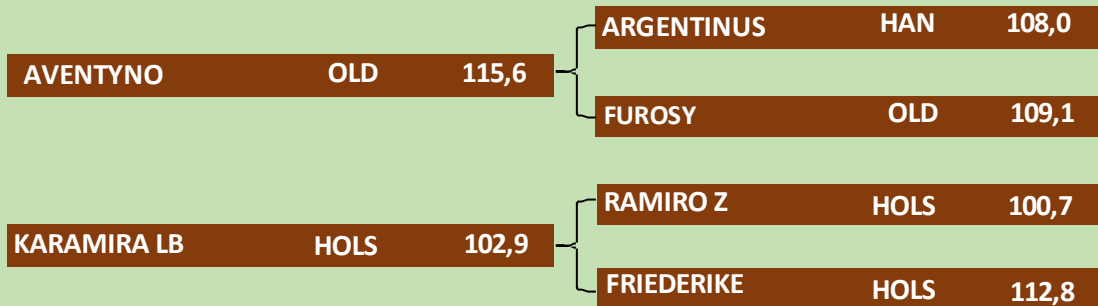 ARGENTINUS HAN 108,0
AVENTYNO OLD 115,6
FUROSY OLD 109,1
RAMIRO Z HOLS 100,7
KARAMIRA LB HOLS 102,9
FRIEDERIKE HOLS 112,8